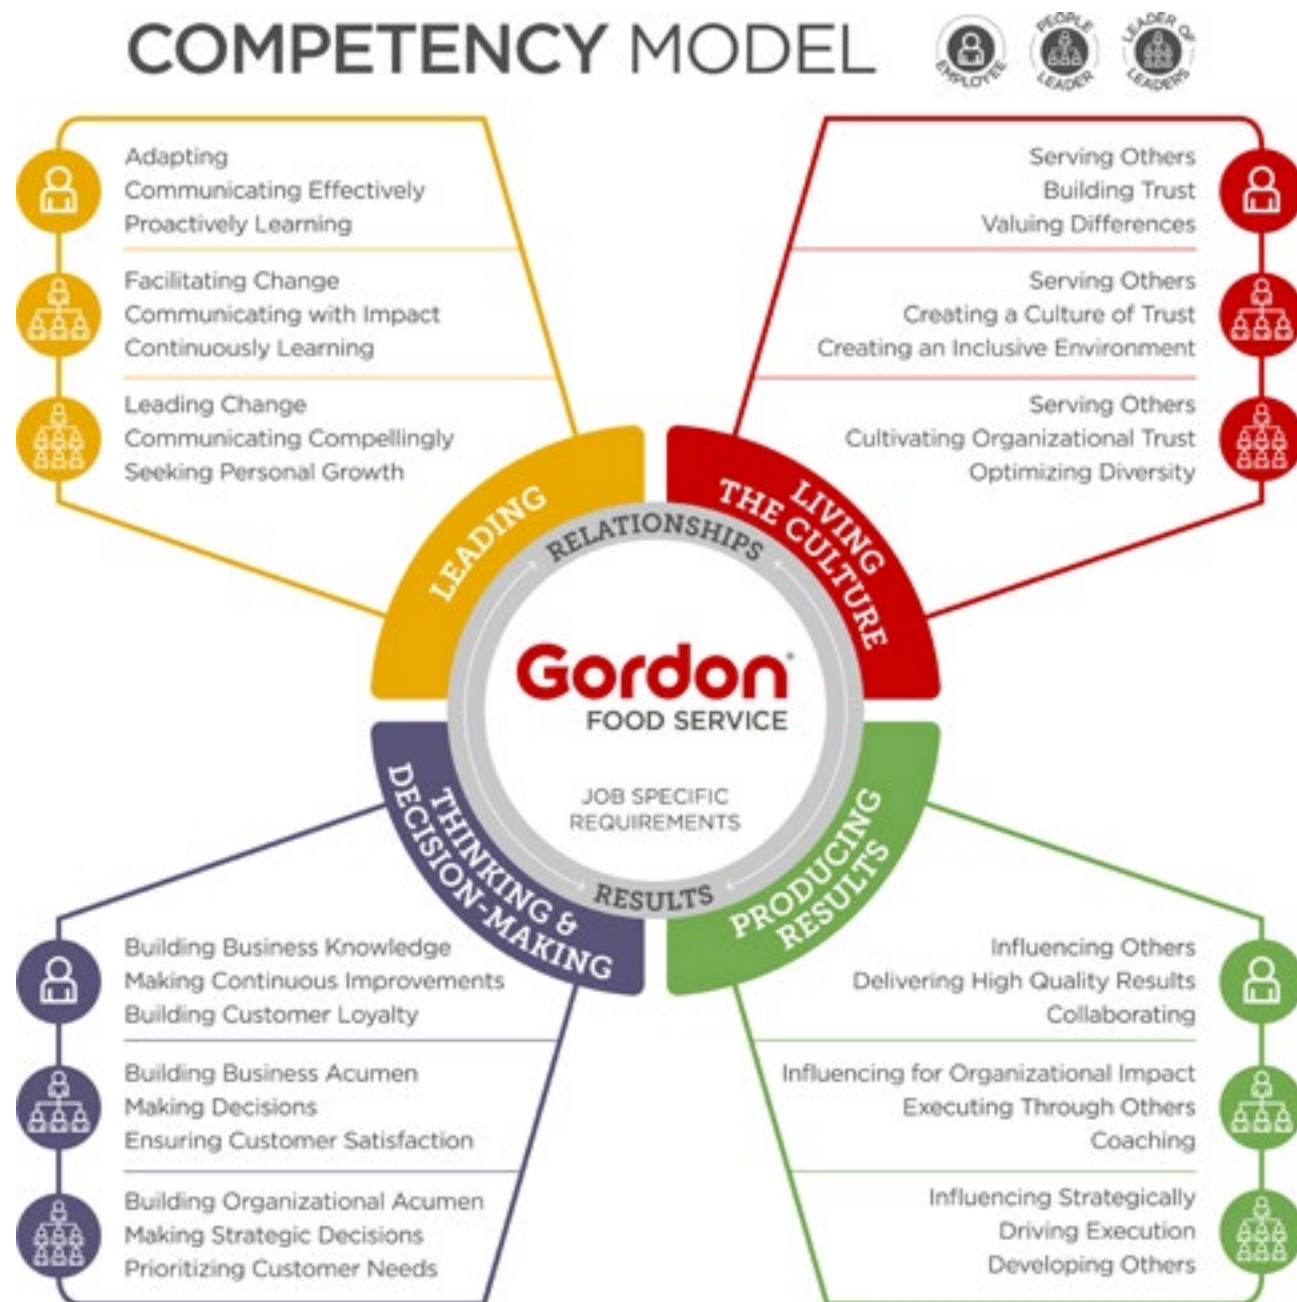 COMPETENCY MODEL
EMPLOYEE
PEOPLE
LEADER
LEADER OF
LEADERS
Adapting
Communicating Effectively
Proactively Learning
Facilitating Change
Communicating with Impact
Continuously Learning
Leading Change
Communicating Compellingly
Seeking Personal Growth
Serving Others
Building Trust
Valuing Differences
Serving Others
Creating a Culture of Trust
Creating an Inclusive Environment
Serving Others
Cultivating Organizational Trust
Optimizing Diversity
LEADING
LIVING
THE CULTURE
RELATIONSHIPS
Gordon
FOOD SERVICE
JOB SPECIFIC
REQUIREMENTS
RESULTS
THINKING &
DECISION-MAKING
PRODUCING
RESULTS
Building Business Knowledge
Making Continuous Improvements
Building Customer Loyalty
Building Business Acumen
Making Decisions
Ensuring Customer Satisfaction
Building Organizational Acumen
Making Strategic Decisions
Prioritizing Customer Needs
Influencing Others
Delivering High Quality Results
Collaborating
Influencing for Organizational Impact
Executing Through Others
Coaching
Influencing Strategically
Driving Execution
Developing Others